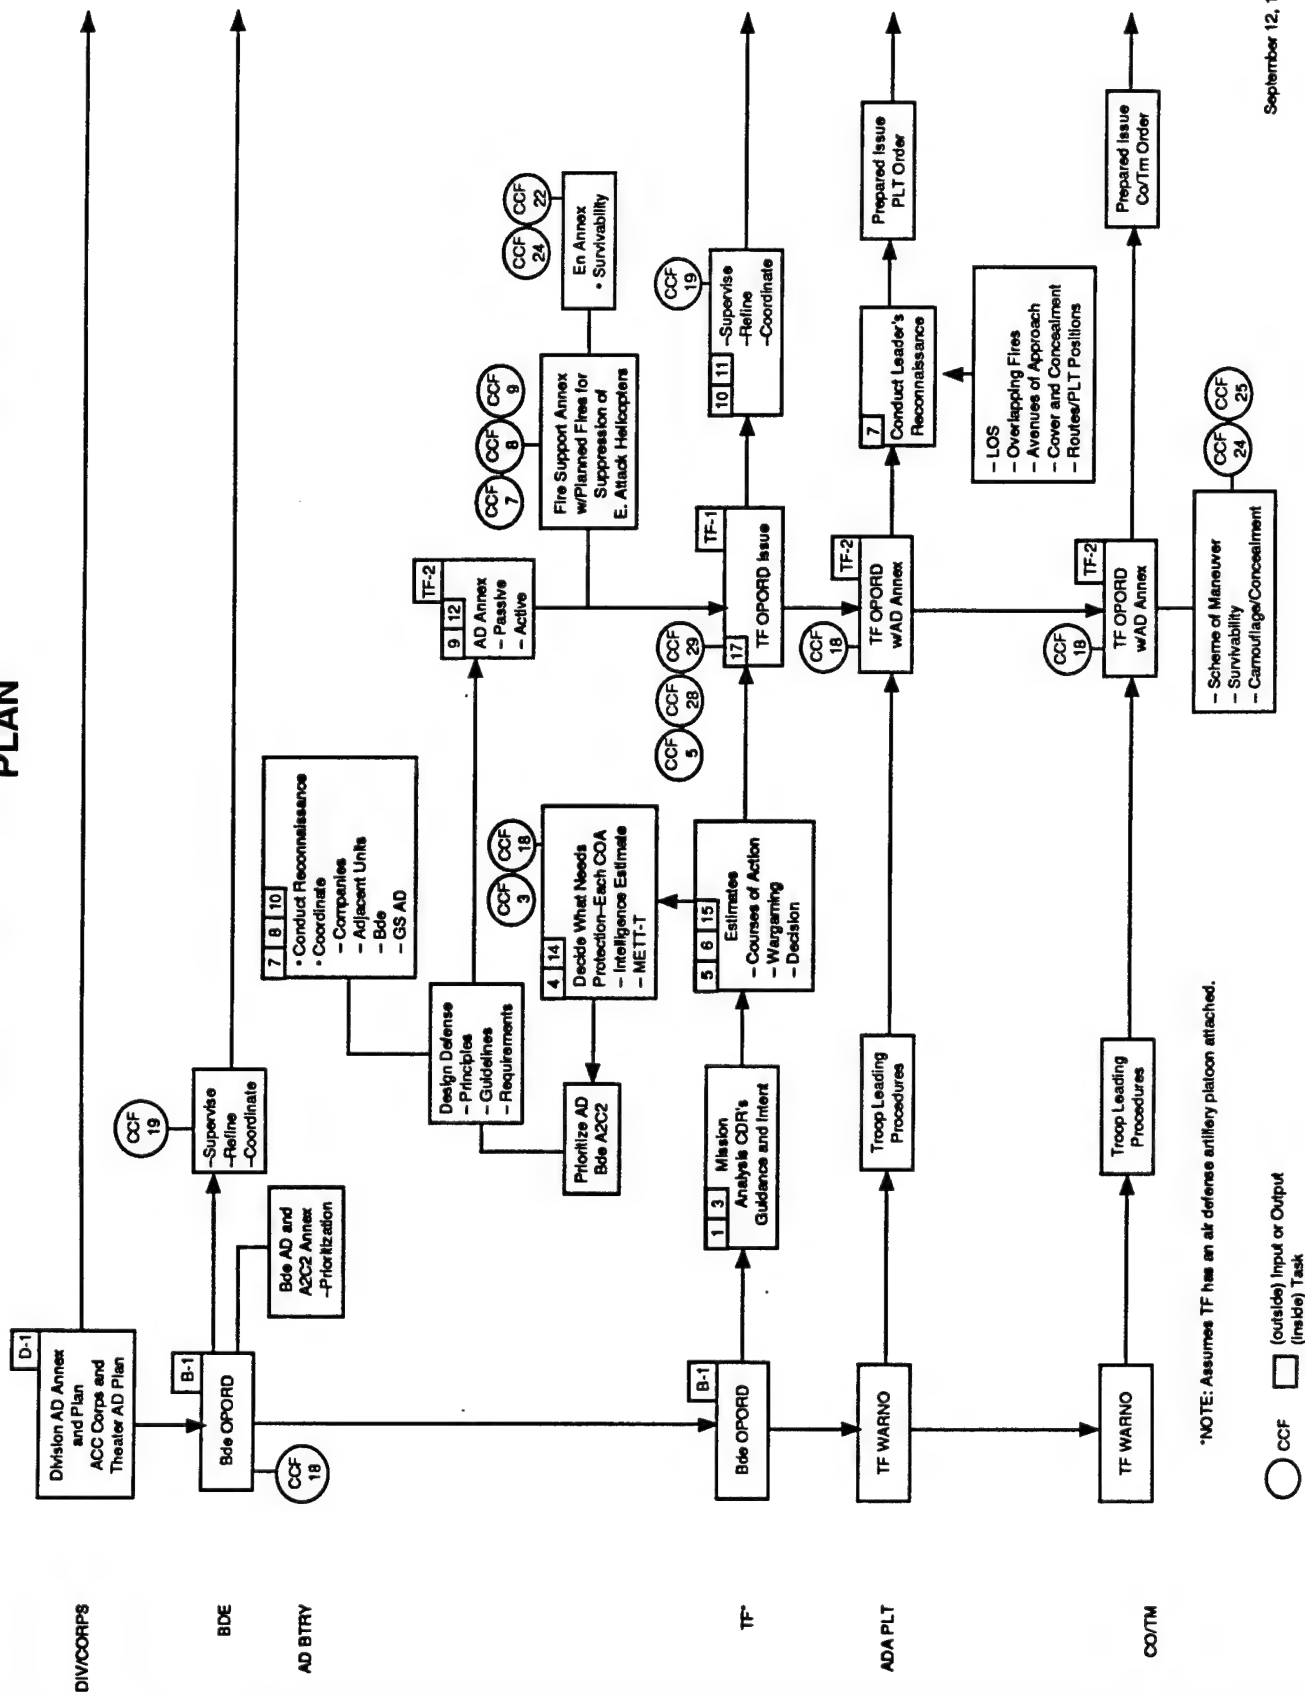 PLAN
DIV/CORPS
D-1
Division AD Annex
and Plan
ACC Corps and
Theater AD Plan
BDE
B-1
Bde OPORD
CCF
18
CCF
19
–Supervise
–Refine
–Coordinate
AD BTRY
Bde AD and
A2C2 Annex
–Prioritization
7 8 10
• Conduct Reconnaissance
• Coordinate
– Companies
– Adjacent Units
– Bde
– GS AD
Design Defense
– Principles
– Guidelines
– Requirements
Prioritize AD
Bde A2C2
CCF
3
CCF
18
4 14
Decide What Needs
Protection–Each COA
– Intelligence Estimate
– METT-T
TF-2
9 12
AD Annex
– Passive
– Active
CCF
7
CCF
8
CCF
9
Fire Support Annex
w/Planned Fires for
Suppression of
E. Attack Helicopters
CCF
24
CCF
22
En Annex
• Survivability
TF*
B-1
Bde OPORD
1 3
Mission
Analysis CDR's
Guidance and Intent
5 6 15
Estimates
– Courses of Action
– Wargaming
– Decision
CCF
5
CCF
28
CCF
29
17
TF-1
TF OPORD Issue
CCF
19
10 11
–Supervise
–Refine
–Coordinate
ADA PLT
TF WARNO
Troop Leading
Procedures
CCF
18
TF-2
TF OPORD
w/AD Annex
7
Conduct Leader's
Reconnaissance
– LOS
– Overlapping Fires
– Avenues of Approach
– Cover and Concealment
– Routes/PLT Positions
Prepared Issue
PLT Order
CO/TM
TF WARNO
Troop Leading
Procedures
CCF
18
TF-2
TF OPORD
w/AD Annex
CCF
24
CCF
25
– Scheme of Maneuver
– Survivability
– Camouflage/Concealment
Prepared Issue
Co/Tm Order
*NOTE: Assumes TF has an air defense artillery platoon attached.
CCF
(outside) Input or Output
(inside) Task
September 12, 1